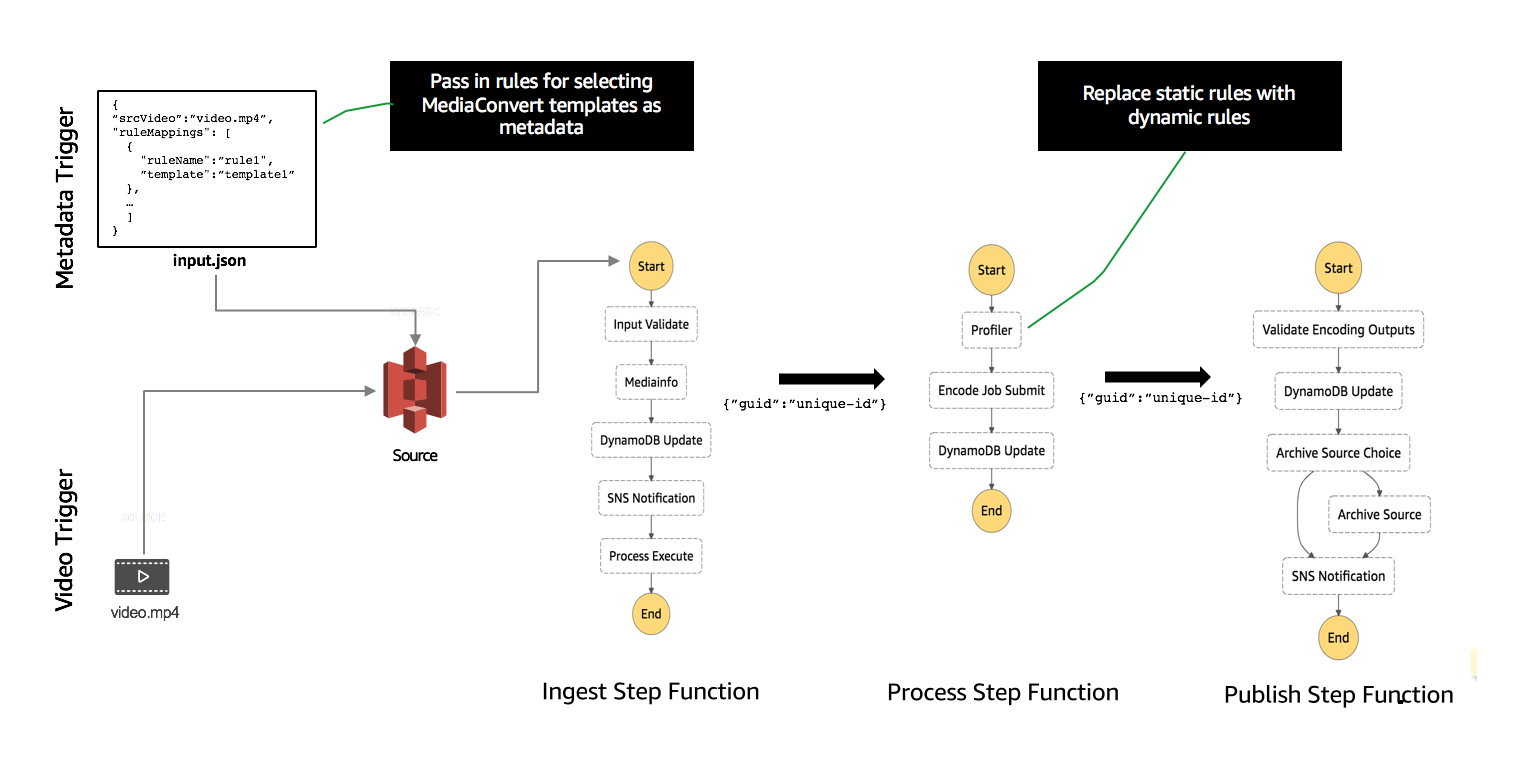 Metadata Trigger
{
“srcVideo”:”video.mp4”,
"ruleMappings": [
{
"ruleName":”rule1",
”template":”template1”
},
…
]
}
input.json
Pass in rules for selecting
MediaConvert templates as
metadata
Replace static rules with
dynamic rules
Video Trigger
video.mp4
Source
Start
Input Validate
Mediainfo
DynamoDB Update
SNS Notification
Process Execute
End
Ingest Step Function
{”guid”:”unique-id”}
Start
Profiler
Encode Job Submit
DynamoDB Update
End
Process Step Function
{”guid”:”unique-id”}
Start
Validate Encoding Outputs
DynamoDB Update
Archive Source Choice
Archive Source
SNS Notification
End
Publish Step Function